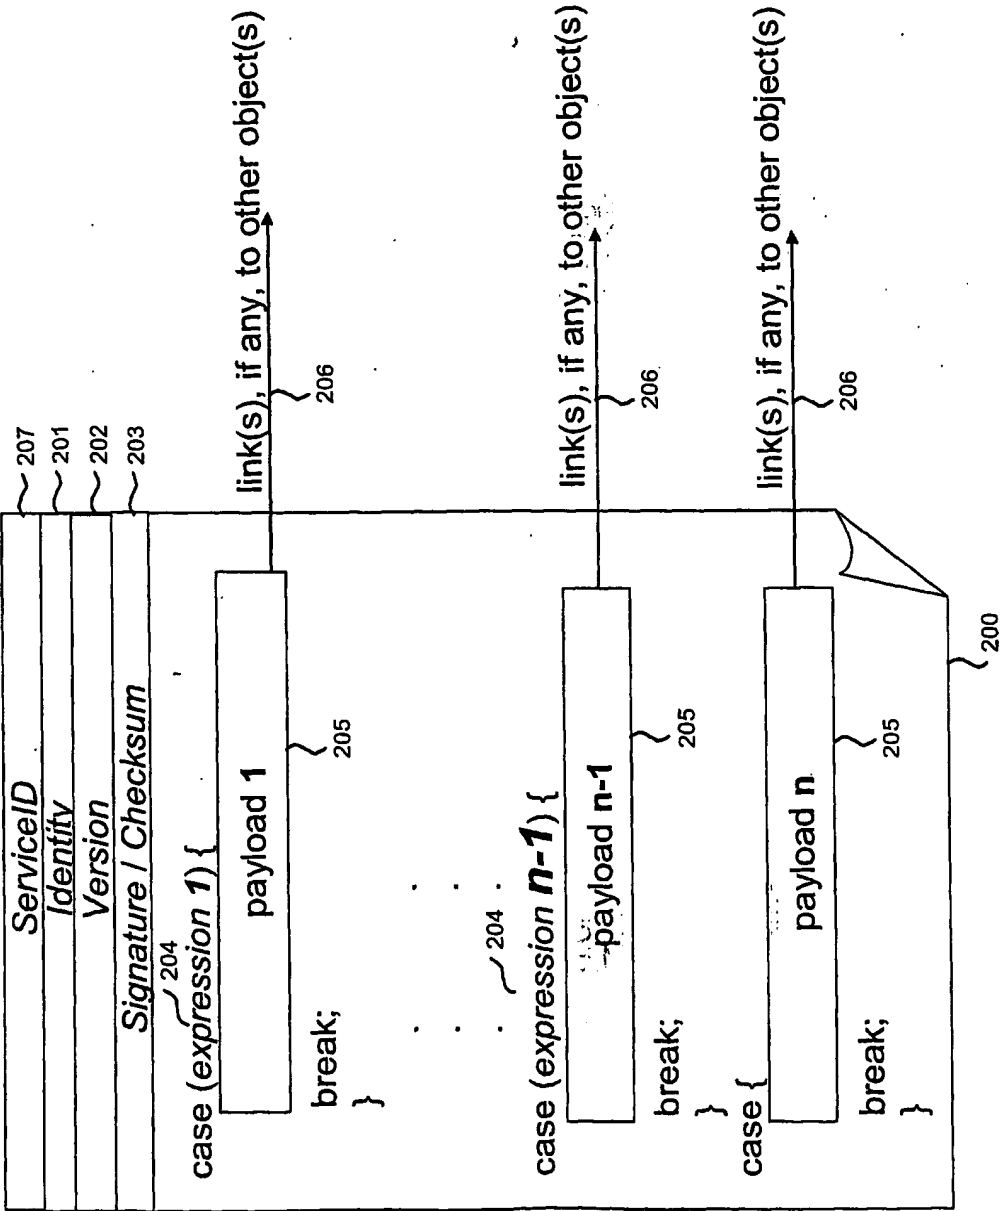 ServiceID
207
Identity
201
Version
202
Signature / Checksum
203
204
case (expression 1) {
payload 1
205
link(s), if any, to other object(s)
206
break;
}
. . .
. . .
204
case (expression n-1) {
payload n-1
205
link(s), if any, to other object(s)
206
break;
}
case {
payload n
205
link(s), if any, to other object(s)
206
break;
}
200